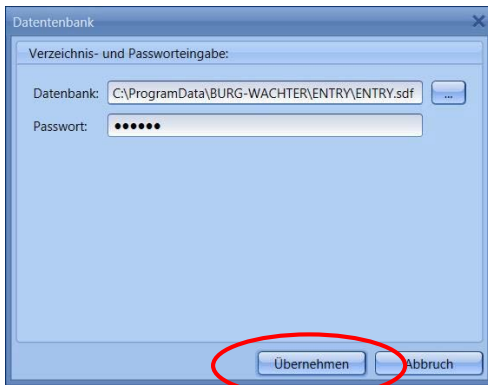 Datentenbank
Verzeichnis- und Passworteingabe:
Datenbank: C:\ProgramData\BURG-WACHTER\ENTRY\ENTRY.sdf ...
Passwort: ●●●●●●
Übernehmen Abbruch